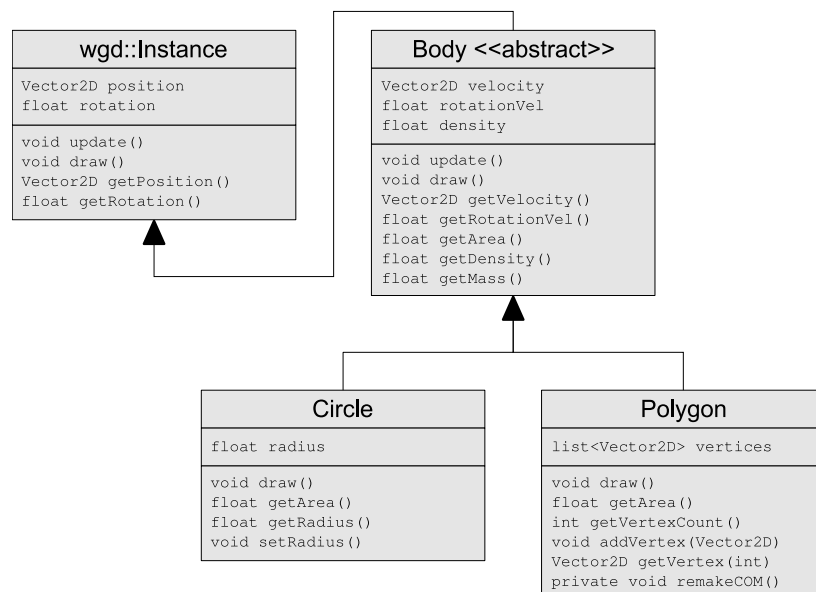 wgd::Instance
Vector2D position
float rotation
void update()
void draw()
Vector2D getPosition()
float getRotation()
Body <<abstract>>
Vector2D velocity
float rotationVel
float density
void update()
void draw()
Vector2D getVelocity()
float getRotationVel()
float getArea()
float getDensity()
float getMass()
Circle
float radius
void draw()
float getArea()
float getRadius()
void setRadius()
Polygon
list<Vector2D> vertices
void draw()
float getArea()
int getVertexCount()
void addVertex(Vector2D)
Vector2D getVertex(int)
private void remakeCOM()